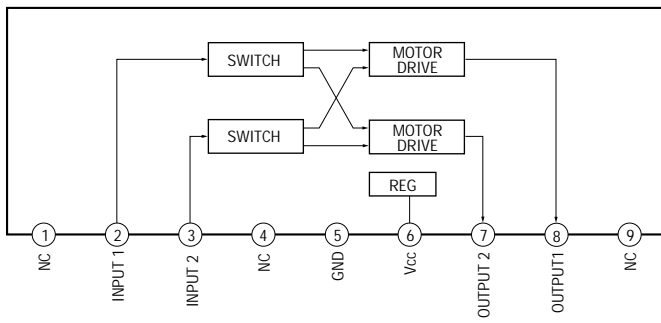 SWITCH
MOTOR
DRIVE
SWITCH
MOTOR
DRIVE
REG
1
2
3
4
5
6
7
8
9
NC
INPUT 1
INPUT 2
NC
GND
Vcc
OUTPUT 2
OUTPUT1
NC